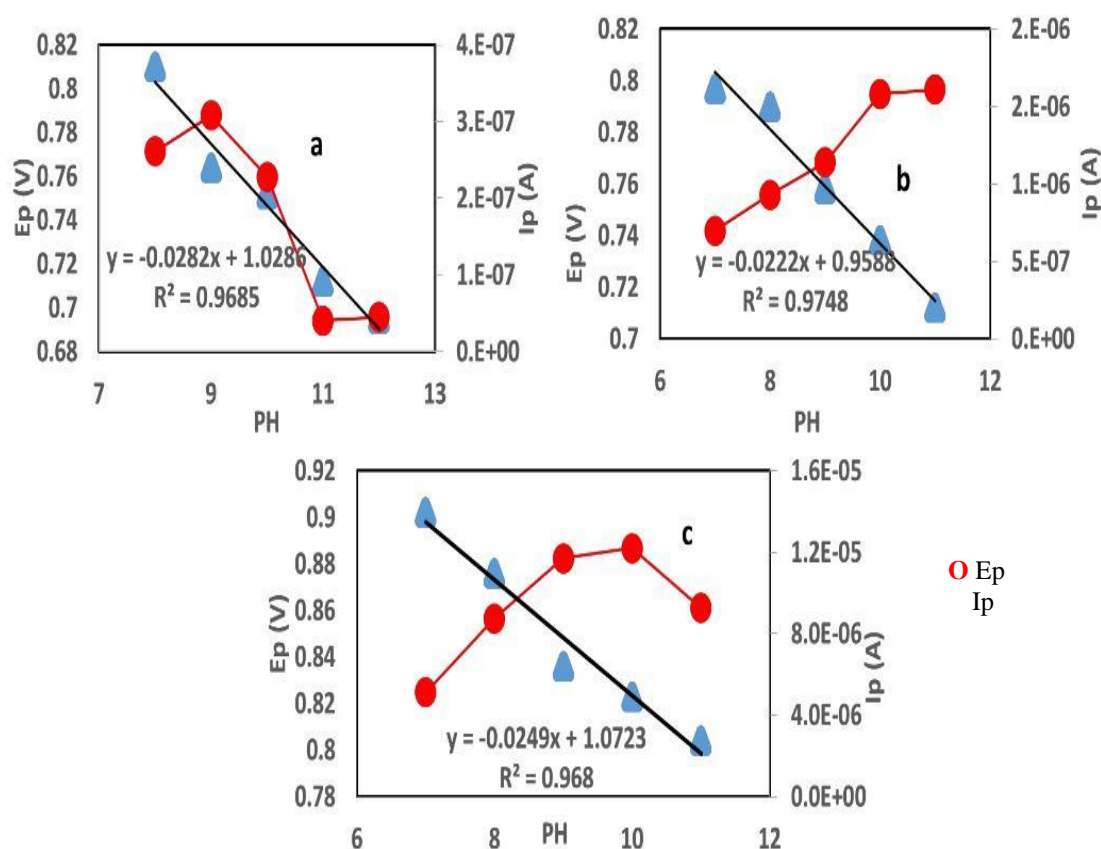 Ep (V)
0.82
0.8
0.78
0.76
0.74
0.72
0.7
0.68
7
9
11
13
PH
4.E-07
3.E-07
2.E-07
1.E-07
0.E+00
Ip (A)
a
y = -0.0282x + 1.0286
R² = 0.9685
Ep (V)
0.82
0.8
0.78
0.76
0.74
0.72
0.7
6
8
10
12
PH
2.E-06
2.E-06
1.E-06
5.E-07
0.E+00
Ip (A)
b
y = -0.0222x + 0.9588
R² = 0.9748
Ep (V)
0.92
0.9
0.88
0.86
0.84
0.82
0.8
0.78
6
8
10
12
PH
1.6E-05
1.2E-05
8.0E-06
4.0E-06
0.0E+00
Ip (A)
c
y = -0.0249x + 1.0723
R² = 0.968
O Ep
Ip